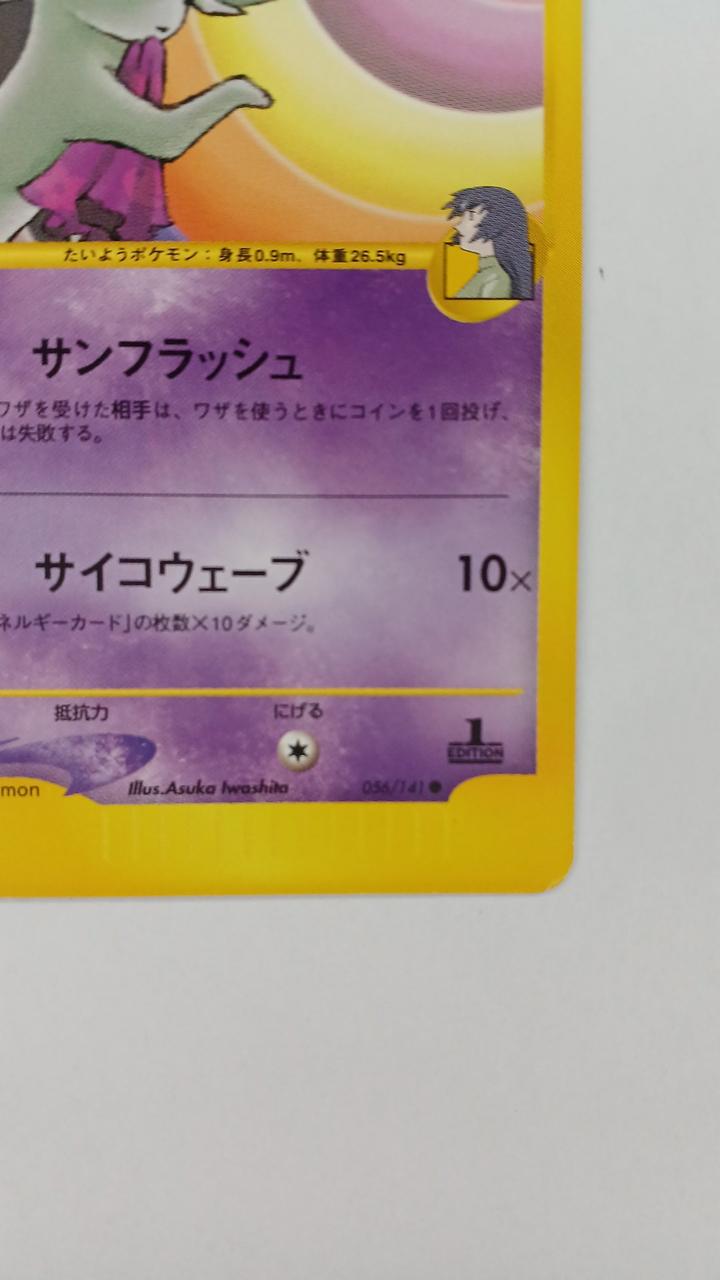 たいようポケモン：身長0.9m、体重26.5kg
サンフラッシュ
ワザを受けた相手は、ワザを使うときにコインを1回投げ、
は失敗する。
サイコウェーブ 10×
ネルギーカード」の枚数×10ダメージ。
抵抗力 にげる
1
EDITION
mon Illus.Asuka Iwashita 056/141●